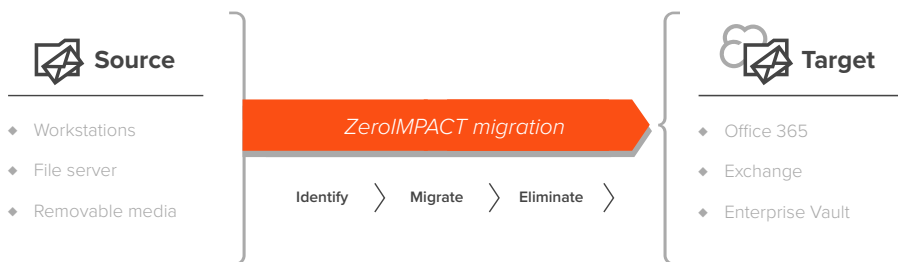 Source
Workstations
File server
Removable media
ZeroIMPACT migration
Identify
Migrate
Eliminate
Target
Office 365
Exchange
Enterprise Vault